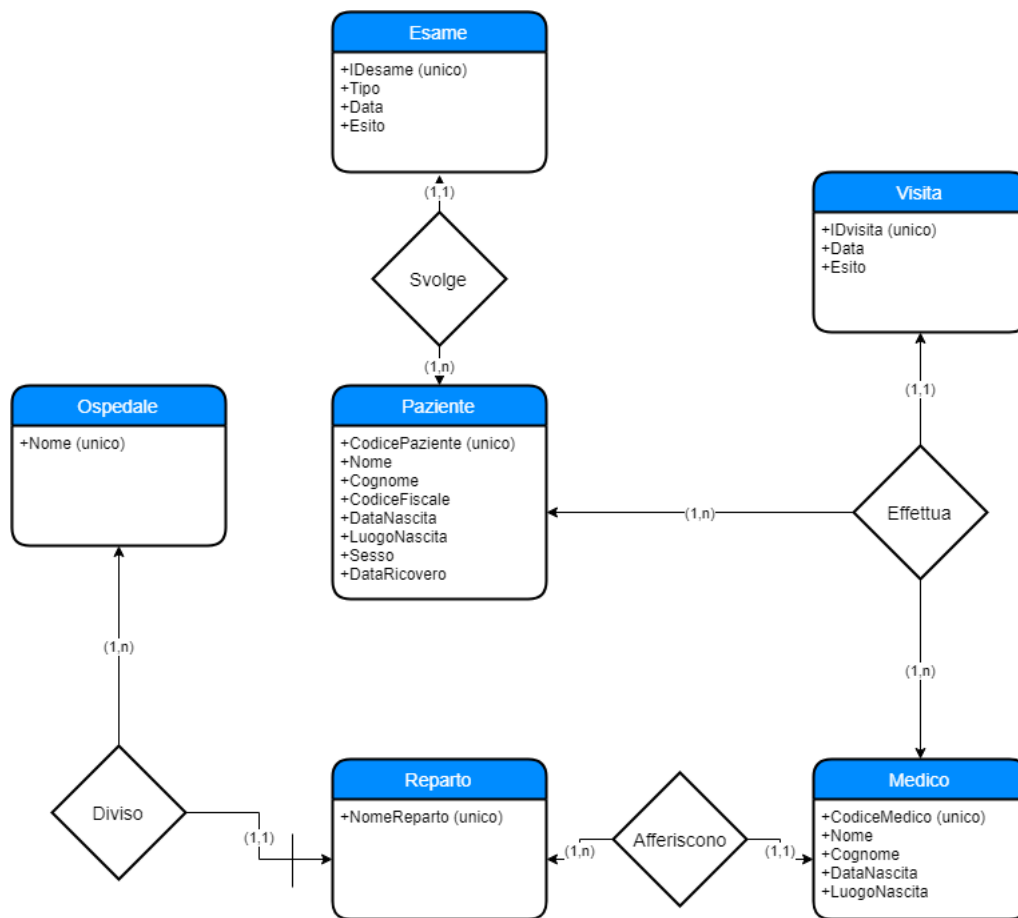 Esame
+IDesame (unico)
+Tipo
+Data
+Esito
(1,1)
Svolge
(1,n)
Visita
+IDvisita (unico)
+Data
+Esito
(1,1)
Ospedale
+Nome (unico)
Paziente
+CodicePaziente (unico)
+Nome
+Cognome
+CodiceFiscale
+DataNascita
+LuogoNascita
+Sesso
+DataRicovero
(1,n)
Effettua
(1,n)
(1,n)
Diviso
(1,1)
Reparto
+NomeReparto (unico)
(1,n)
Afferiscono
(1,1)
Medico
+CodiceMedico (unico)
+Nome
+Cognome
+DataNascita
+LuogoNascita